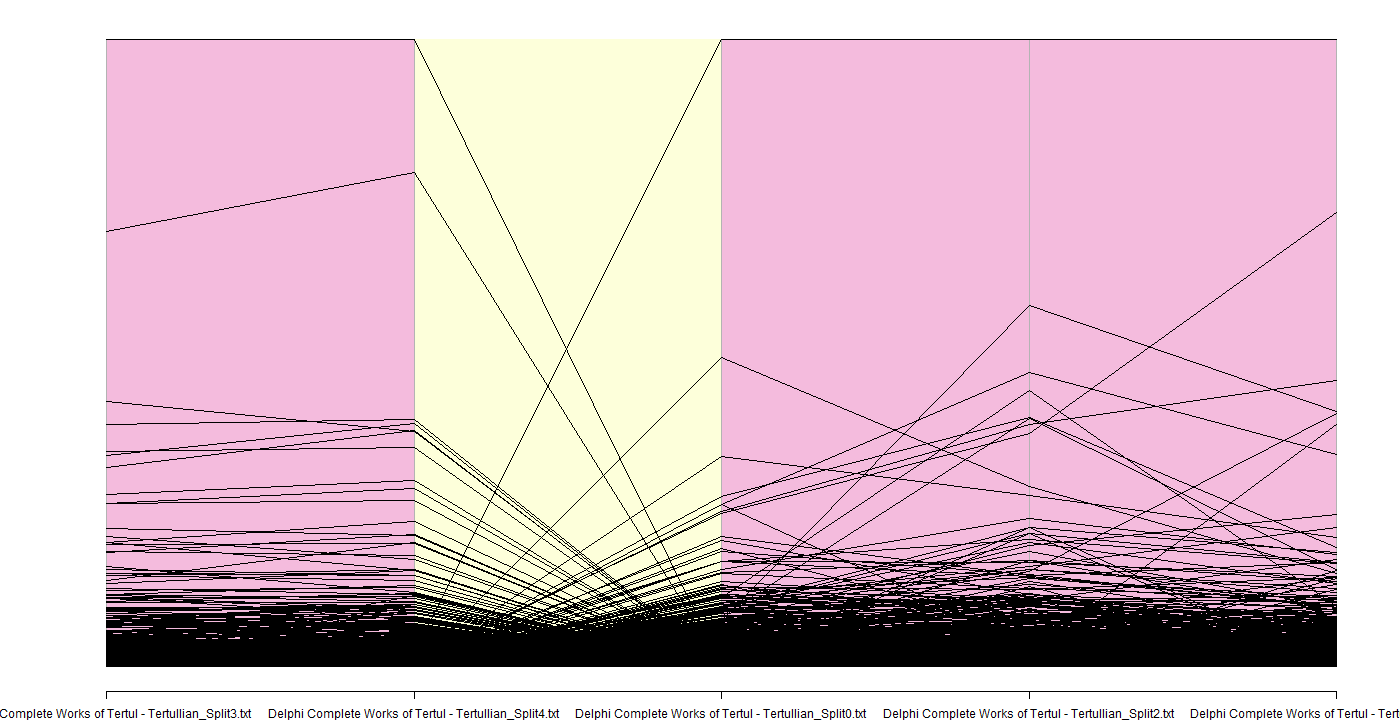 Complete Works of Tertul - Tertullian_Split3.txt Delphi Complete Works of Tertul - Tertullian_Split4.txt Delphi Complete Works of Tertul - Tertullian_Split0.txt Delphi Complete Works of Tertul - Tertullian_Split2.txt Delphi Complete Works of Tertul - Tert